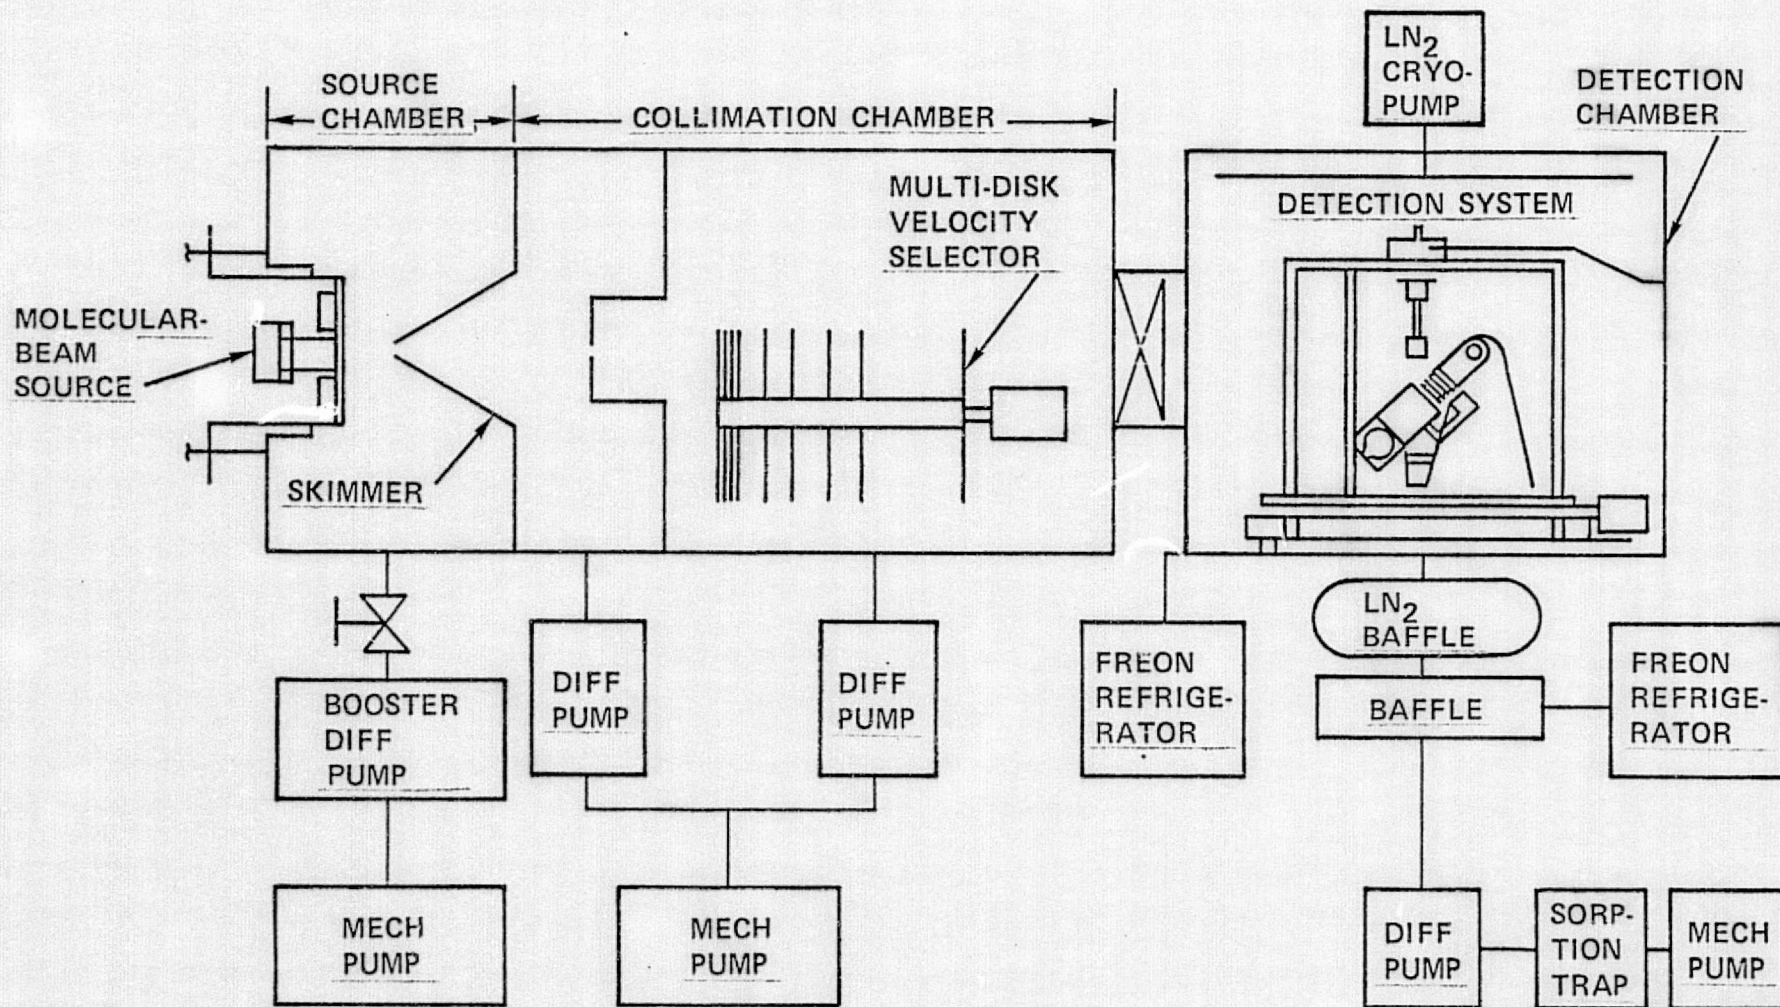 SOURCE
CHAMBER
COLLIMATION CHAMBER
LN2
CRYO-
PUMP
DETECTION
CHAMBER
MULTI-DISK
VELOCITY
SELECTOR
DETECTION SYSTEM
MOLECULAR-
BEAM
SOURCE
SKIMMER
BOOSTER
DIFF
PUMP
DIFF
PUMP
DIFF
PUMP
FREON
REFRIGE-
RATOR
LN2
BAFFLE
BAFFLE
FREON
REFRIGE-
RATOR
MECH
PUMP
MECH
PUMP
DIFF
PUMP
SORP-
TION
TRAP
MECH
PUMP